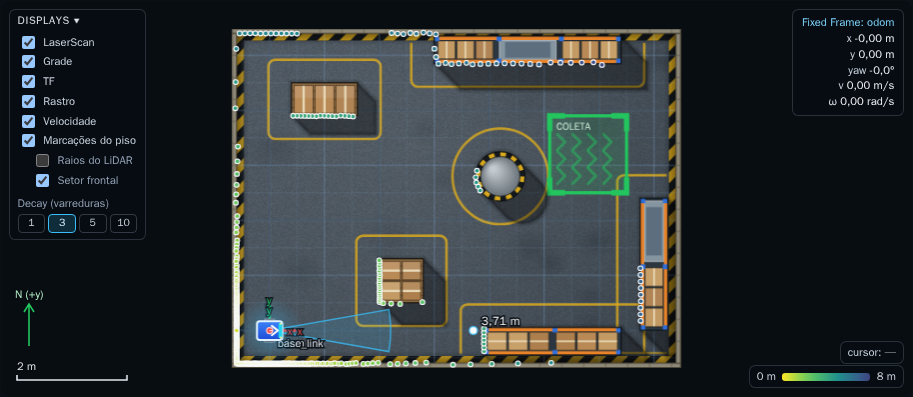 DISPLAYS ▾
LaserScan
Grade
TF
Rastro
Velocidade
Marcações do piso
Raios do LiDAR
Setor frontal
Decay (varreduras)
1 3 5 10
Fixed Frame: odom
x -0,00 m
y 0,00 m
yaw -0,0°
v 0,00 m/s
ω 0,00 rad/s
COLETA
N (+y)
y
y
x x
base_link
3,71 m
2 m
cursor: —
0 m 8 m